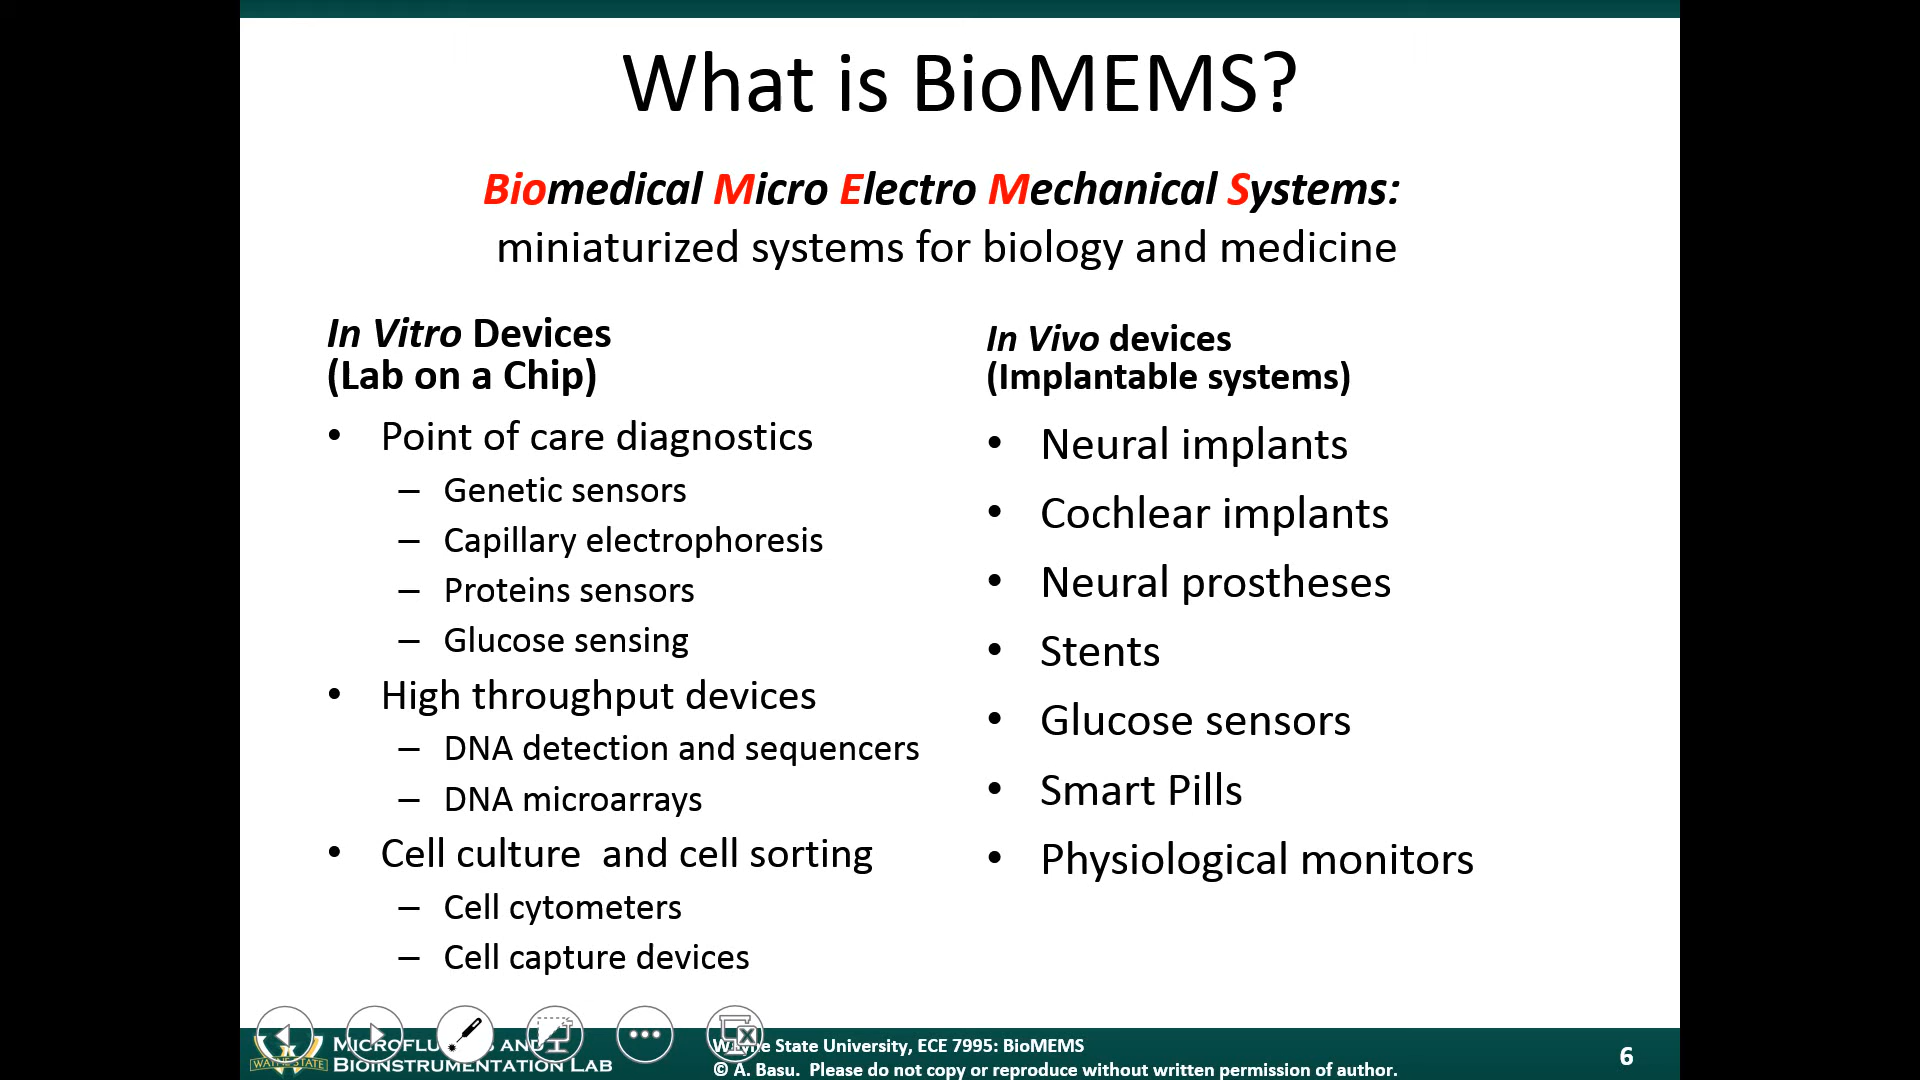 What is BioMEMS?
Biomedical Micro Electro Mechanical Systems:
miniaturized systems for biology and medicine
In Vitro Devices
(Lab on a Chip)
• Point of care diagnostics
– Genetic sensors
– Capillary electrophoresis
– Proteins sensors
– Glucose sensing
• High throughput devices
– DNA detection and sequencers
– DNA microarrays
• Cell culture  and cell sorting
– Cell cytometers
– Cell capture devices
In Vivo devices
(Implantable systems)
• Neural implants
• Cochlear implants
• Neural prostheses
• Stents
• Glucose sensors
• Smart Pills
• Physiological monitors
WAYNE STATE
AND
BIOINSTRUMENTATION LAB
State University, ECE 7995: BioMEMS
© A. Basu.  Please do not copy or reproduce without written permission of author.
6